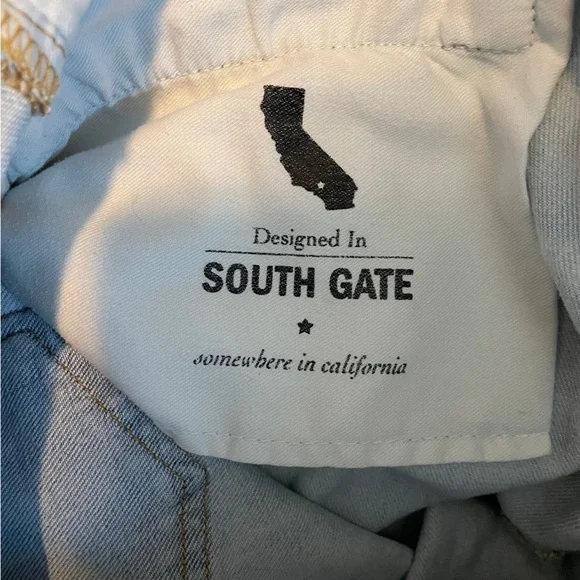 Designed In
SOUTH GATE
somewhere in california